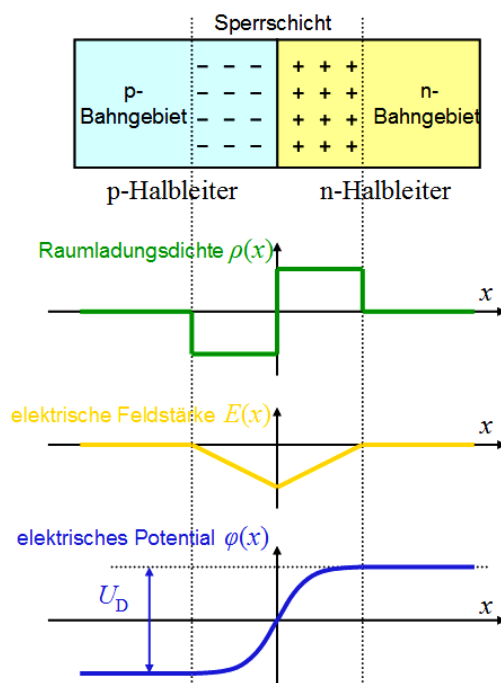 Sperrschicht
p-
Bahngebiet
− − −
+ + +
n-
Bahngebiet
− − −
+ + +
− − −
+ + +
− − −
+ + +
p-Halbleiter
n-Halbleiter
Raumladungsdichte ρ(x)
x
elektrische Feldstärke E(x)
x
elektrisches Potential φ(x)
U_D
x